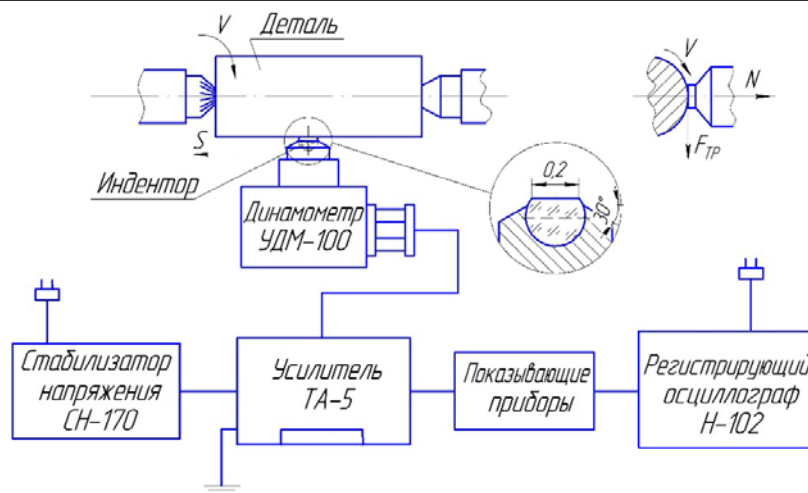 V
Деталь
V
N
S
F_ТР
Индентор
0,2
30°
Динамометр
УДМ-100
Стабилизатор
напряжения
СН-170
Усилитель
ТА-5
Показывающие
приборы
Регистрирующий
осциллограф
Н-102